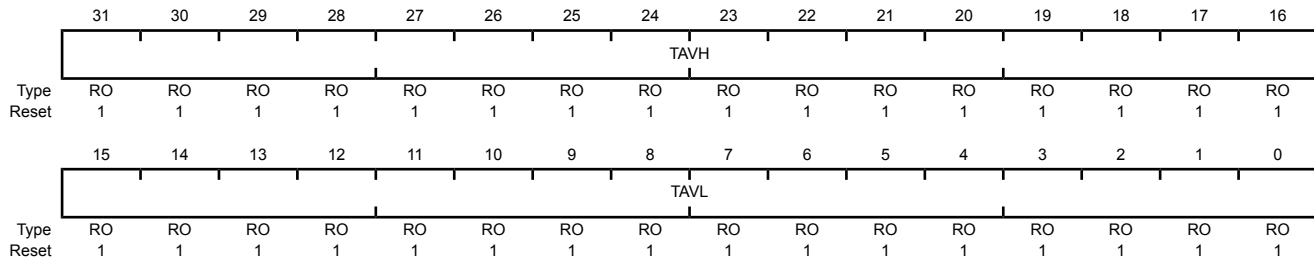 31 30 29 28 27 26 25 24 23 22 21 20 19 18 17 16
TAVH
Type RO RO RO RO RO RO RO RO RO RO RO RO RO RO RO RO
Reset 1 1 1 1 1 1 1 1 1 1 1 1 1 1 1 1
15 14 13 12 11 10 9 8 7 6 5 4 3 2 1 0
TAVL
Type RO RO RO RO RO RO RO RO RO RO RO RO RO RO RO RO
Reset 1 1 1 1 1 1 1 1 1 1 1 1 1 1 1 1